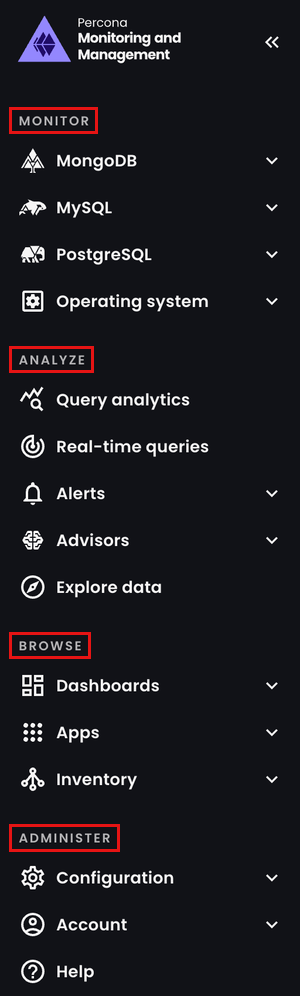 Percona
Monitoring and
Management
MONITOR
MongoDB
MySQL
PostgreSQL
Operating system
ANALYZE
Query analytics
Real-time queries
Alerts
Advisors
Explore data
BROWSE
Dashboards
Apps
Inventory
ADMINISTER
Configuration
Account
Help